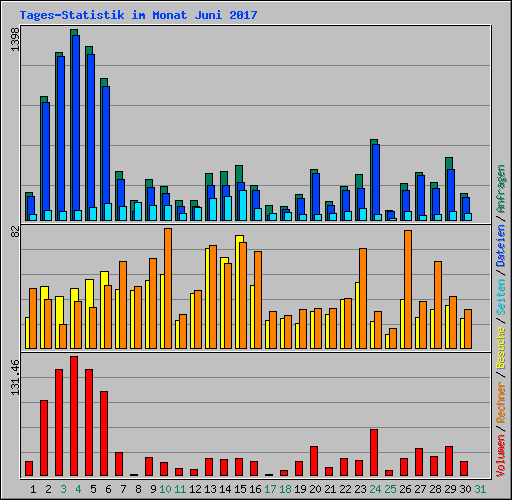 Tages-Statistik im Monat Juni 2017
1398
82
131.46
Volumen / Rechner / Besuche / Seiten / Dateien / Anfragen
1 2 3 4 5 6 7 8 9 10 11 12 13 14 15 16 17 18 19 20 21 22 23 24 25 26 27 28 29 30 31